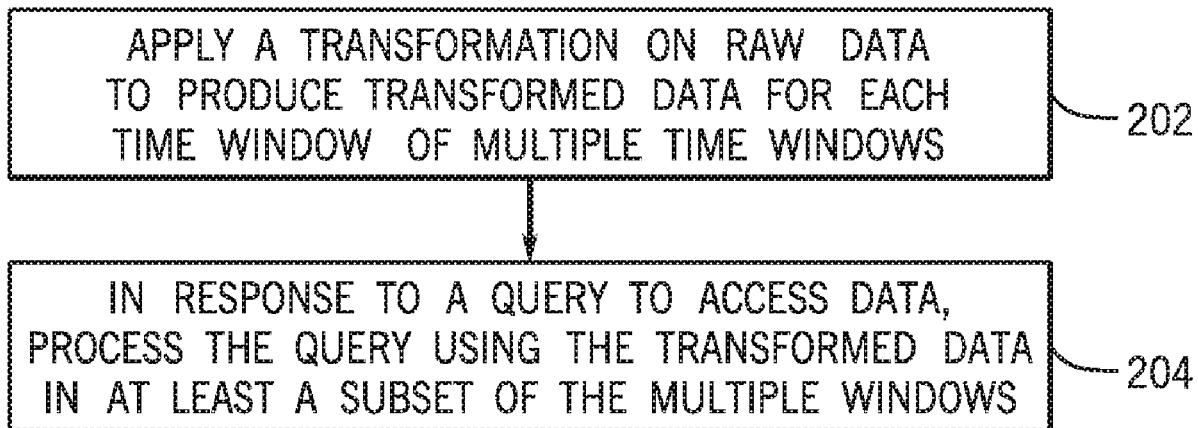 APPLY A TRANSFORMATION ON RAW DATA
TO PRODUCE TRANSFORMED DATA FOR EACH
TIME WINDOW OF MULTIPLE TIME WINDOWS
202
IN RESPONSE TO A QUERY TO ACCESS DATA,
PROCESS THE QUERY USING THE TRANSFORMED DATA
IN AT LEAST A SUBSET OF THE MULTIPLE WINDOWS
204